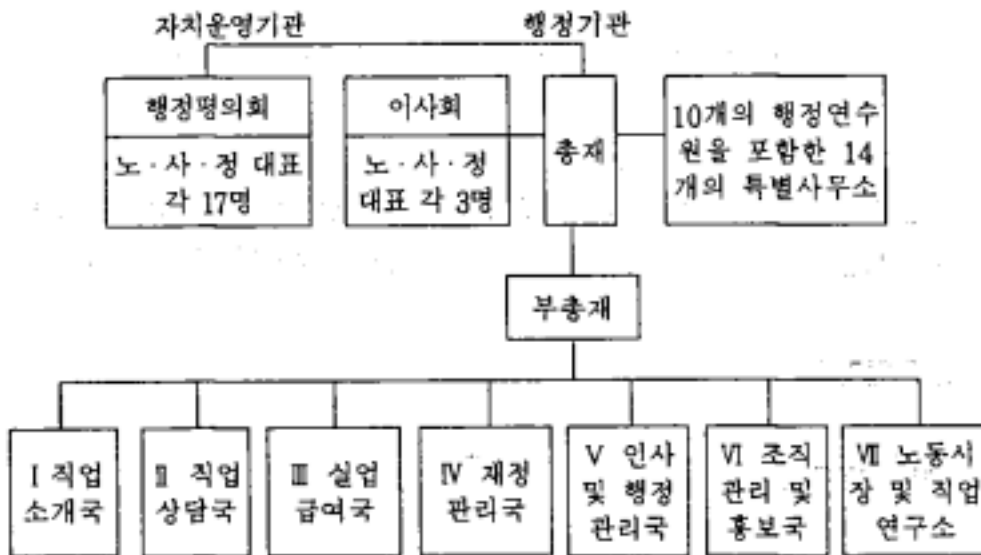 자치운영기관
행정기관
행정평의회
노·사·정 대표
각 17명
이사회
노·사·정
대표 각 3명
총재
10개의 행정연수
원을 포함한 14
개의 특별사무소
부총재
Ⅰ 직업
소개국
Ⅱ 직업
상담국
Ⅲ 실업
급여국
Ⅳ 재정
관리국
Ⅴ 인사
및 행정
관리국
Ⅵ 조직
관리 및
홍보국
Ⅶ 노동시
장 및 직업
연구소